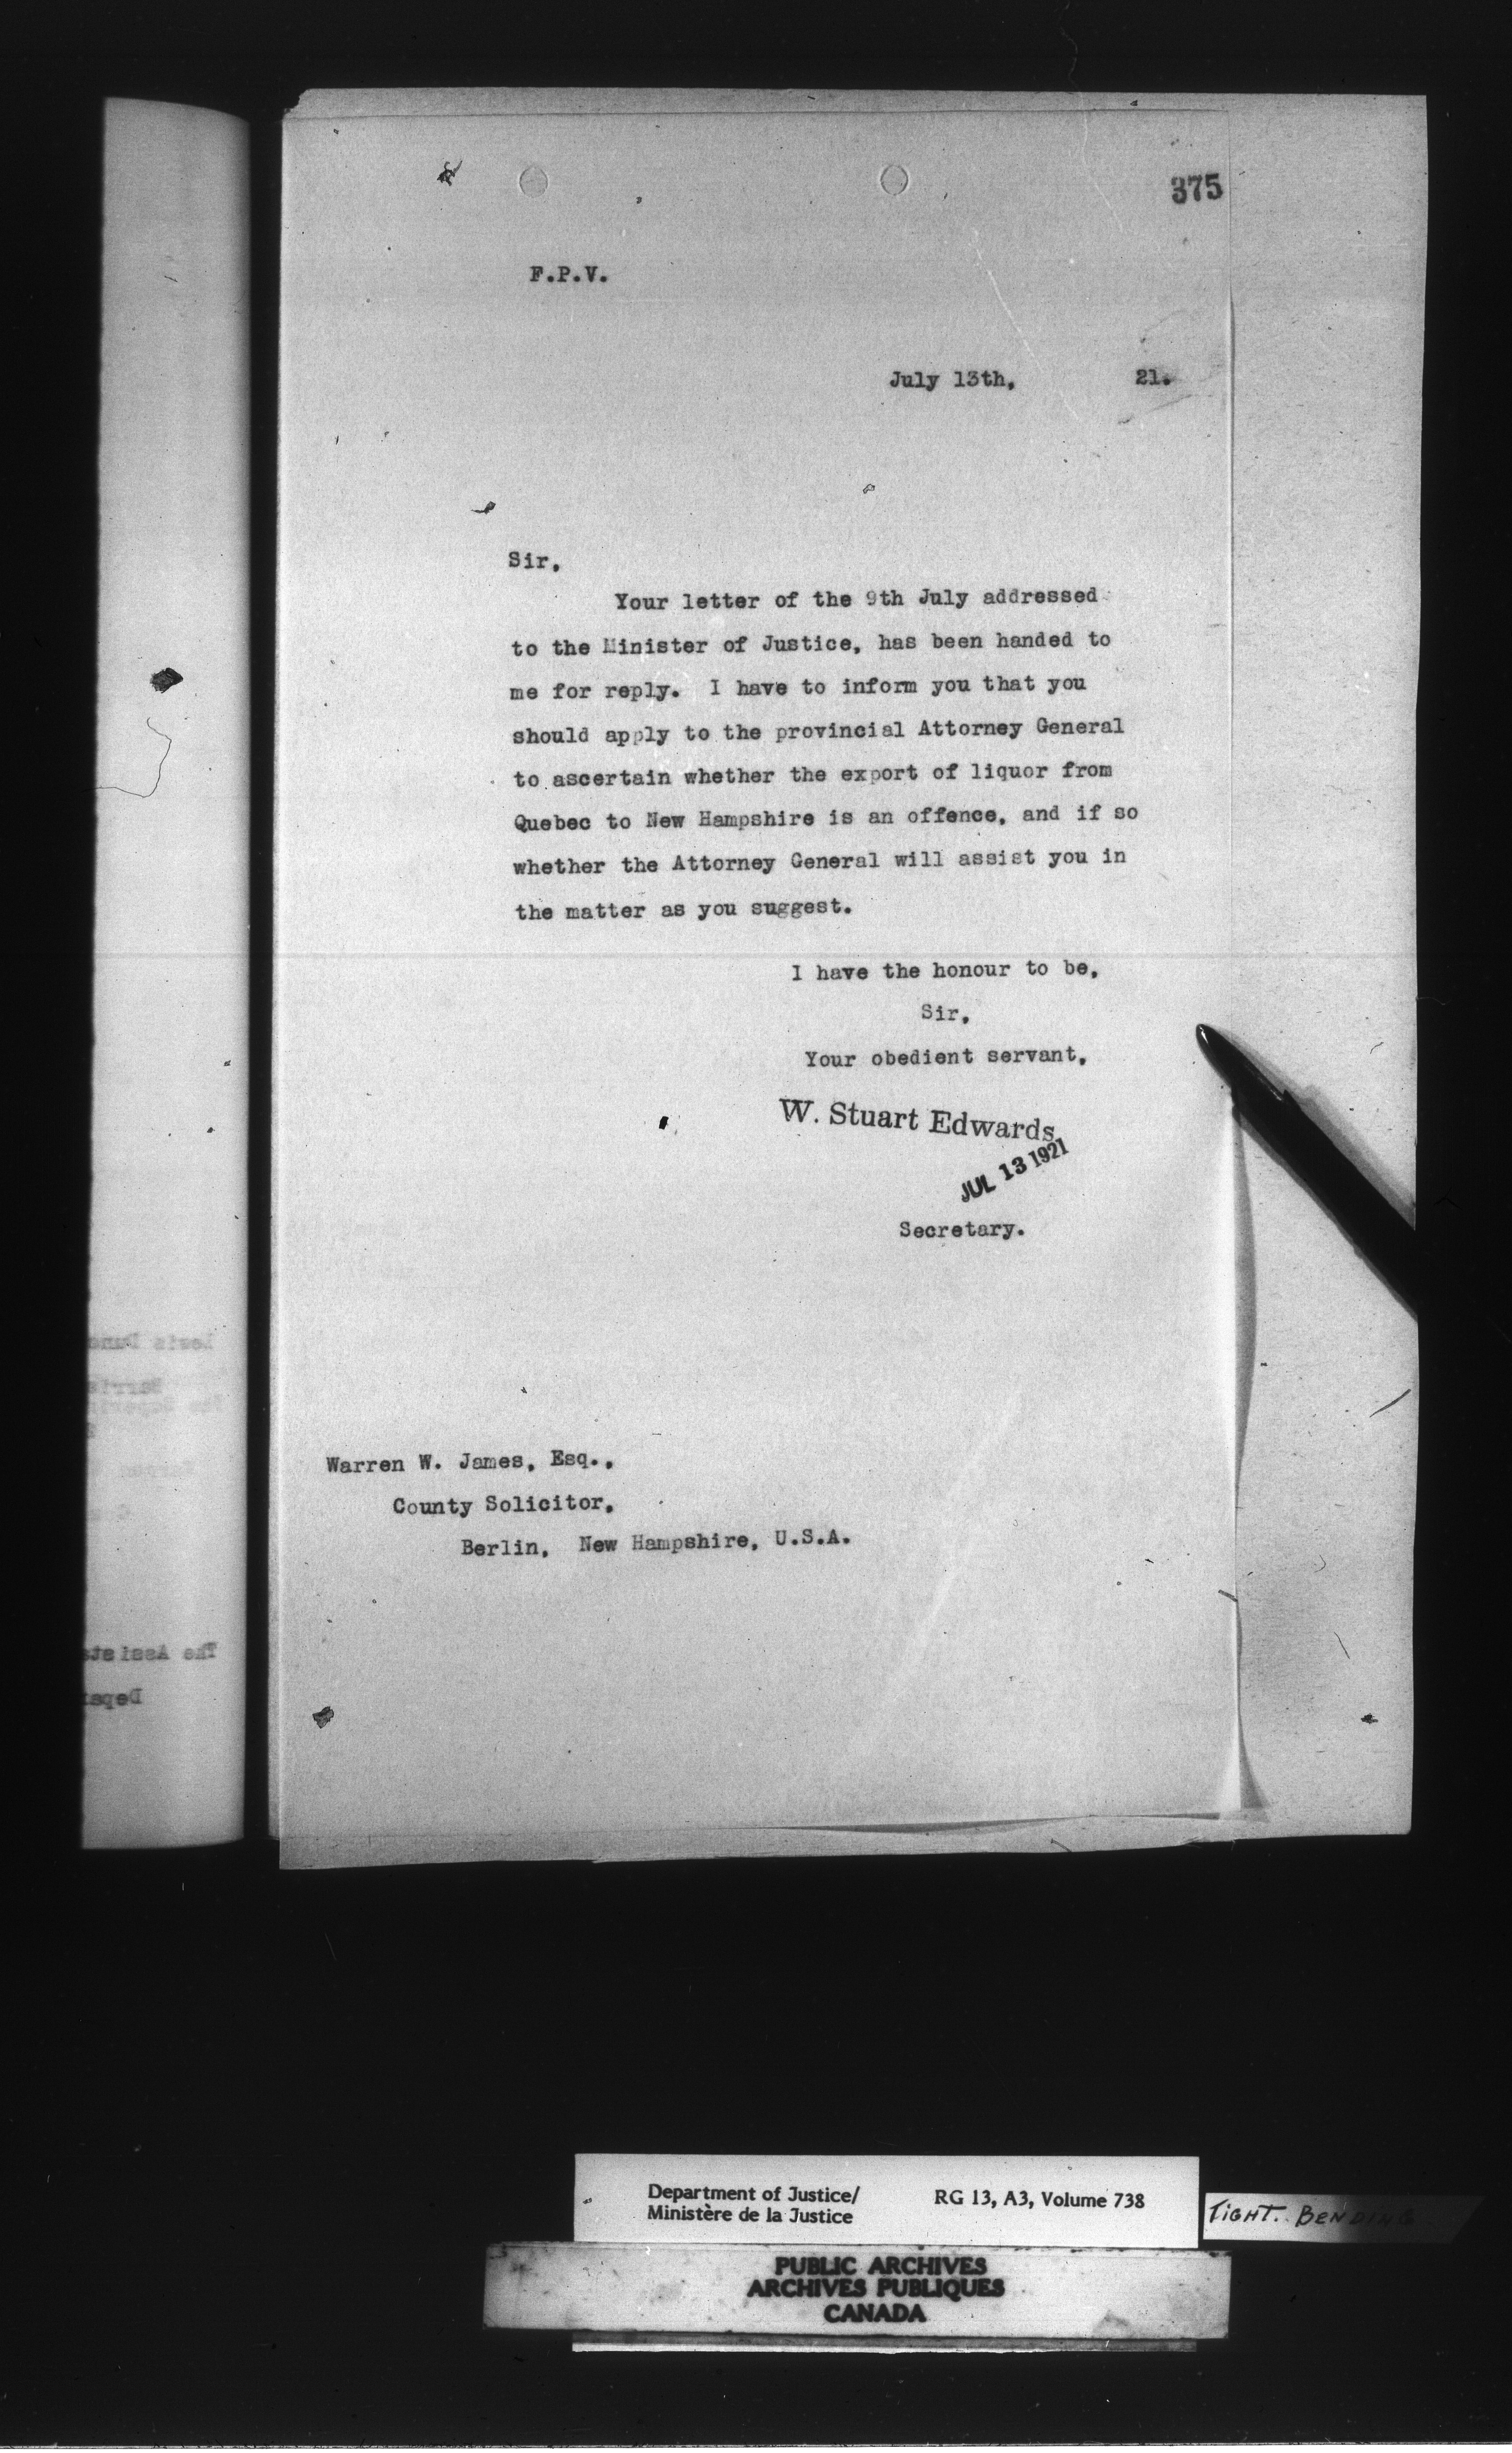 375
F.P.V.
July 13th, 21.
Sir,
Your letter of the 9th July addressed
to the Minister of Justice, has been handed to
me for reply. I have to inform you that you
should apply to the provincial Attorney General
to ascertain whether the export of liquor from
Quebec to New Hampshire is an offence, and if so
whether the Attorney General will assist you in
the matter as you suggest.
I have the honour to be,
Sir,
Your obedient servant,
W. Stuart Edwards
JUL 13 1921
Secretary.
Warren W. James, Esq.,
County Solicitor,
Berlin, New Hampshire, U.S.A.
Department of Justice/
Ministère de la Justice
RG 13, A3, Volume 738
TIGHT. BENDING
PUBLIC ARCHIVES
ARCHIVES PUBLIQUES
CANADA